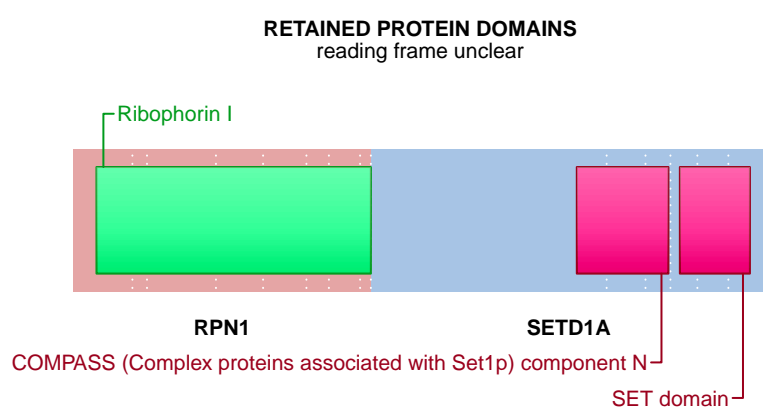 RETAINED PROTEIN DOMAINS
reading frame unclear
Ribophorin I
RPN1
SETD1A
COMPASS (Complex proteins associated with Set1p) component N
SET domain